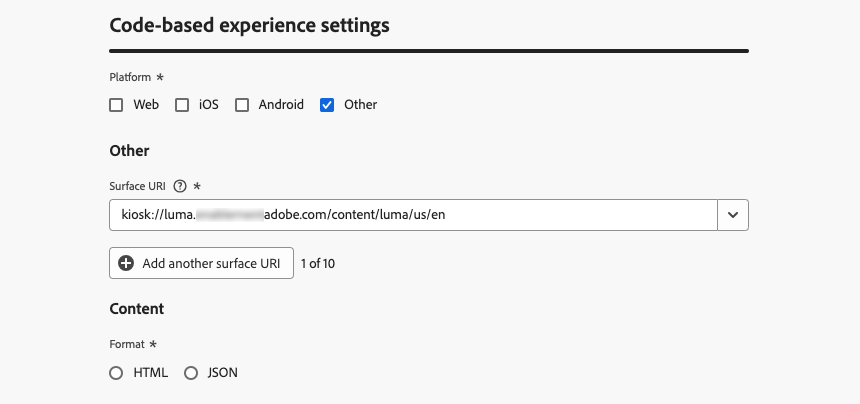 Code-based experience settings
Platform *
Web iOS Android Other
Other
Surface URI ? *
kiosk://luma. adobe.com/content/luma/us/en
Add another surface URI 1 of 10
Content
Format *
HTML JSON